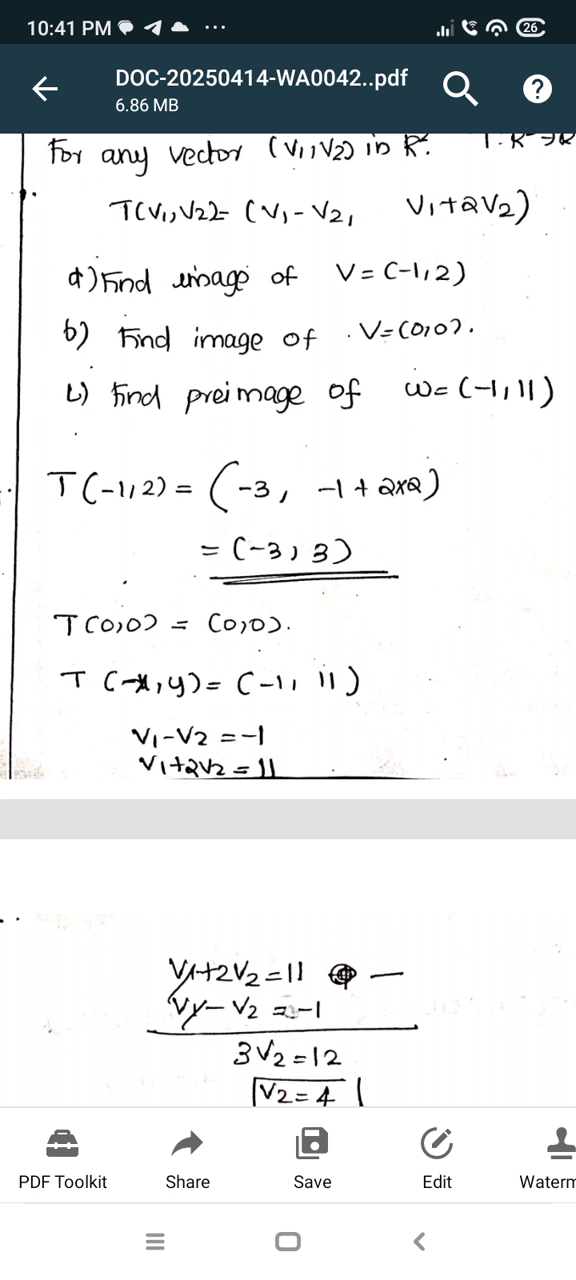 10:41 PM ... 26
DOC-20250414-WA0042..pdf
6.86 MB
For any vector (V1,V2) in R².
T(V1,V2)= (V1-V2, V1+2V2)
a) Find image of V=(-1,2)
b) Find image of . V=(0,0).
c) find preimage of w=(-1,11)
T(-1,2) = (-3, -1+2x2)
= (-3,3)
T(0,0) = (0,0).
T (x,y)= (-1, 11)
V1-V2 =-1
V1+2V2=11
V1+2V2=11 —
V1-V2 =-1
3V2=12
V2=4
PDF Toolkit Share Save Edit Waterm